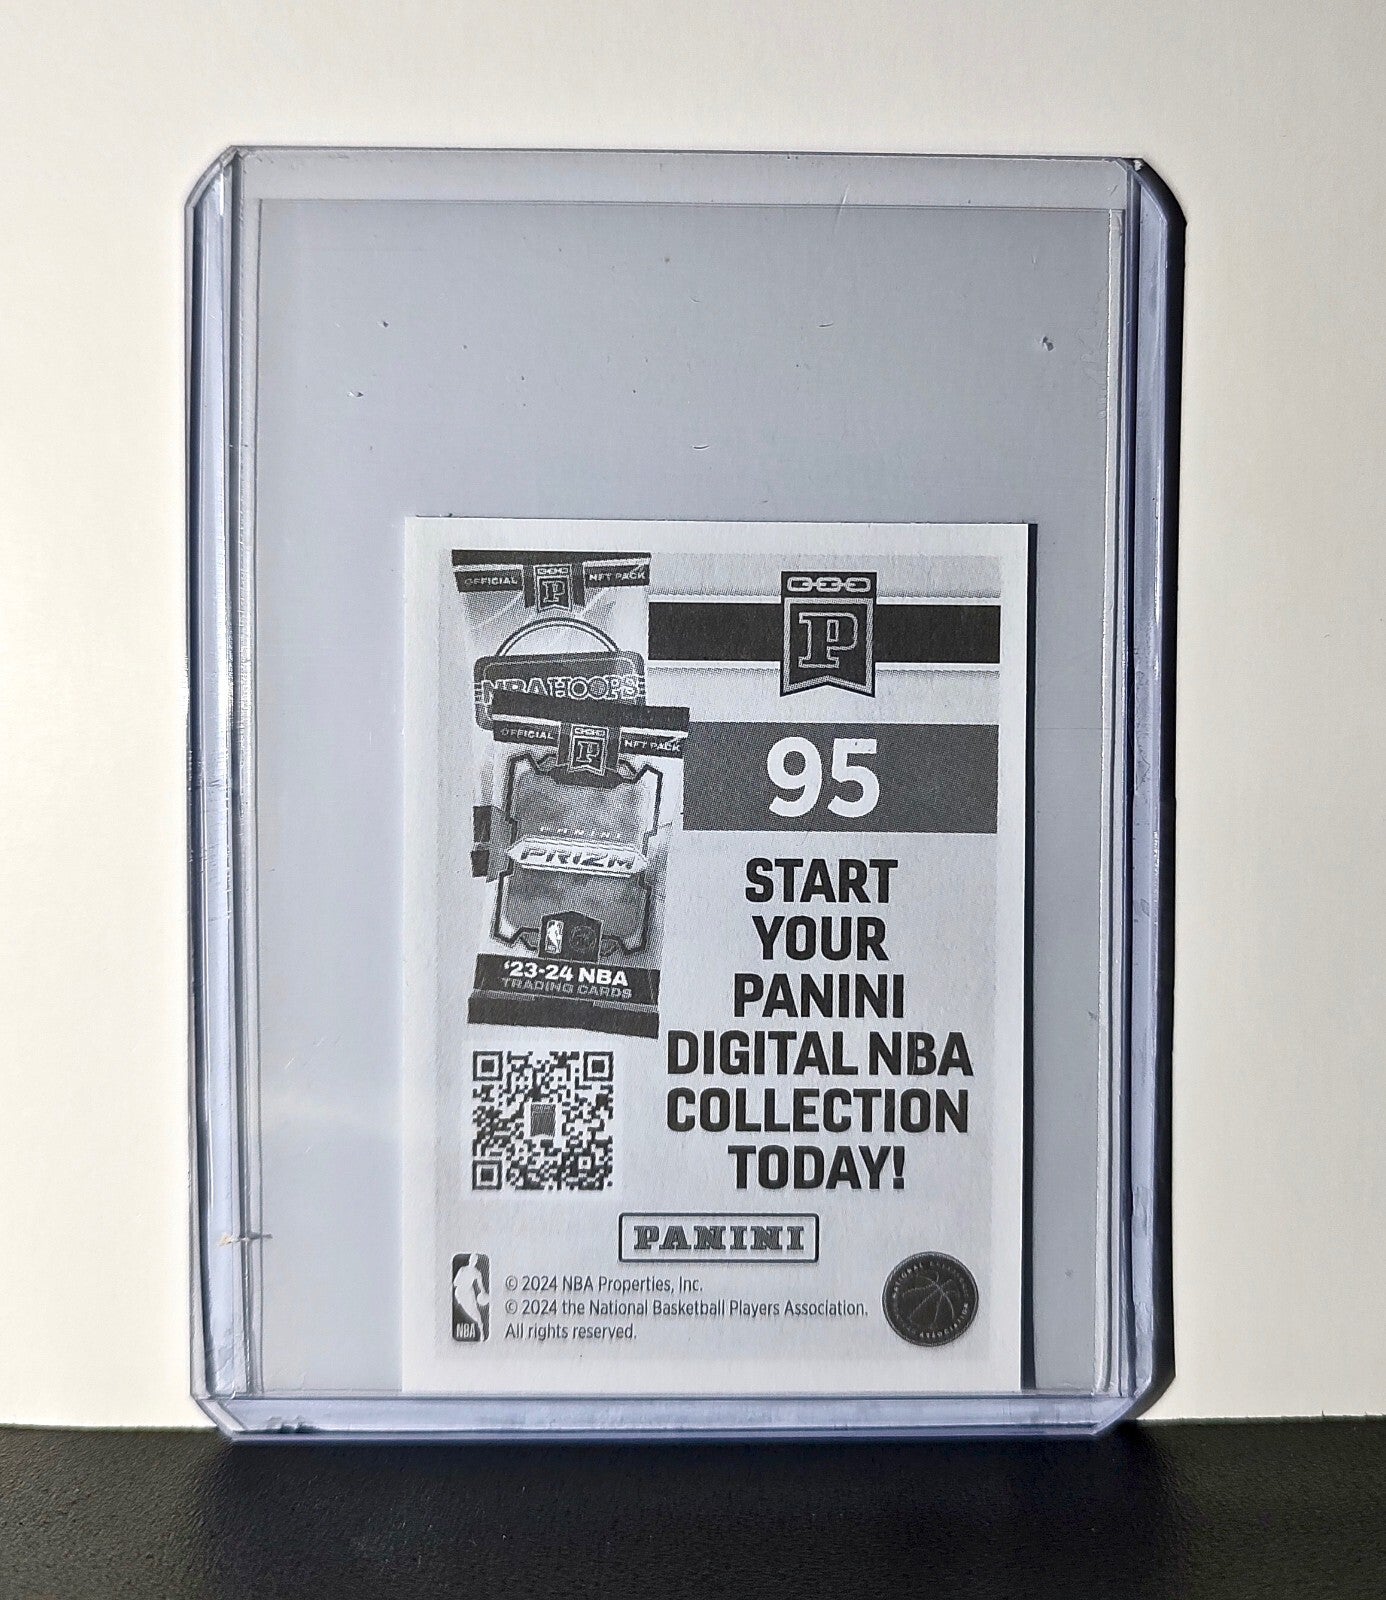 OFFICIAL P NFT PACK
NBA HOOPS
OFFICIAL P NFT PACK
PANINI
PRIZM
'23-24 NBA
TRADING CARDS
P
95
START
YOUR
PANINI
DIGITAL NBA
COLLECTION
TODAY!
PANINI
NBA
© 2024 NBA Properties, Inc.
© 2024 the National Basketball Players Association.
All rights reserved.